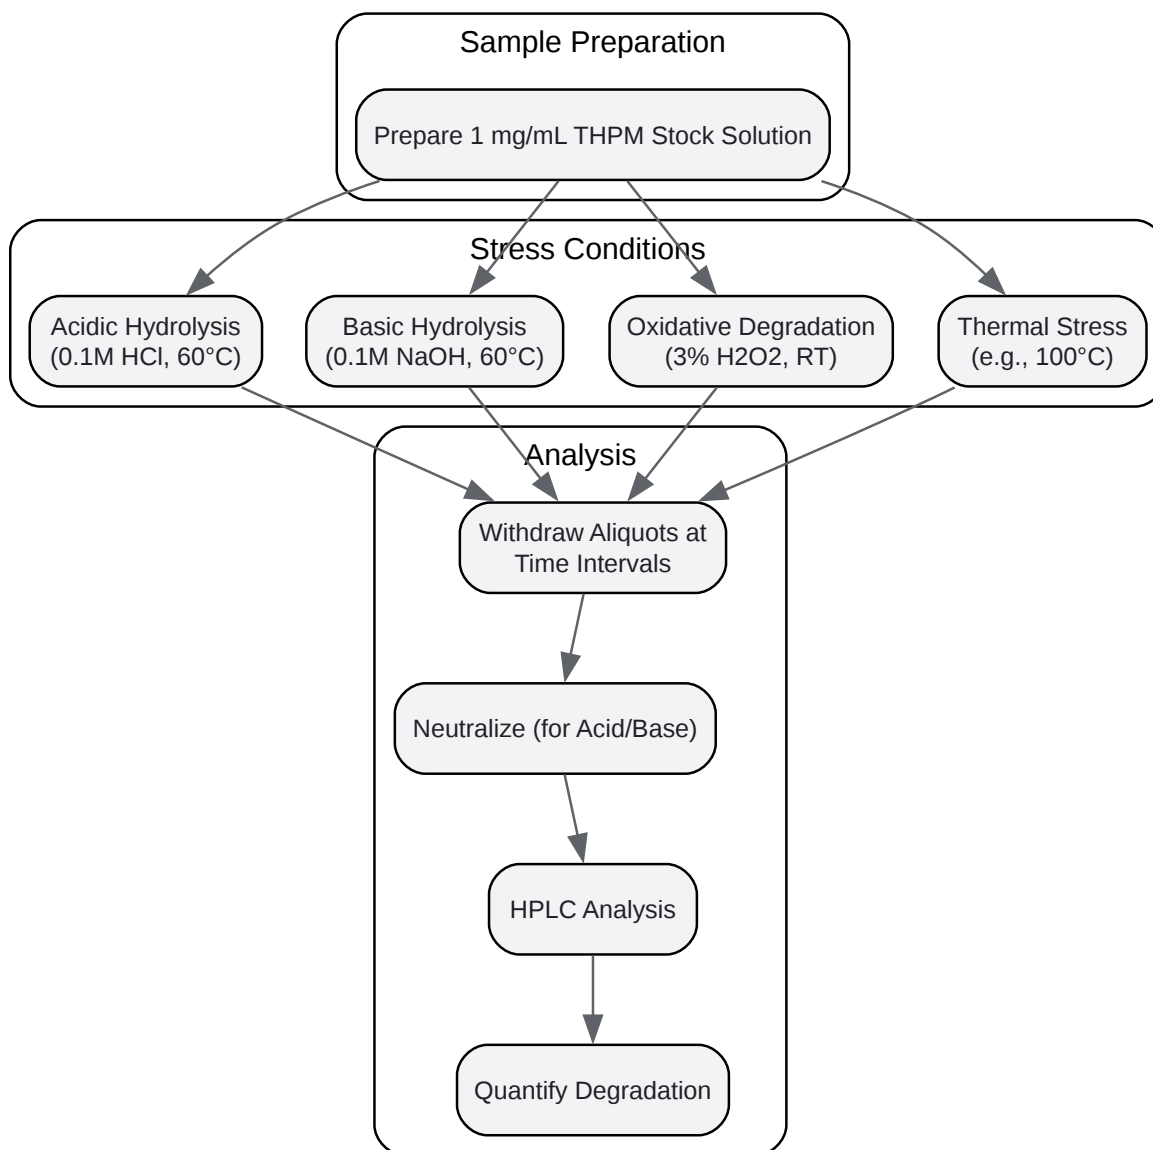 Sample Preparation
Prepare 1 mg/mL THPM Stock Solution
Stress Conditions
Acidic Hydrolysis
(0.1M HCl, 60°C)
Basic Hydrolysis
(0.1M NaOH, 60°C)
Oxidative Degradation
(3% H2O2, RT)
Thermal Stress
(e.g., 100°C)
Analysis
Withdraw Aliquots at
Time Intervals
Neutralize (for Acid/Base)
HPLC Analysis
Quantify Degradation